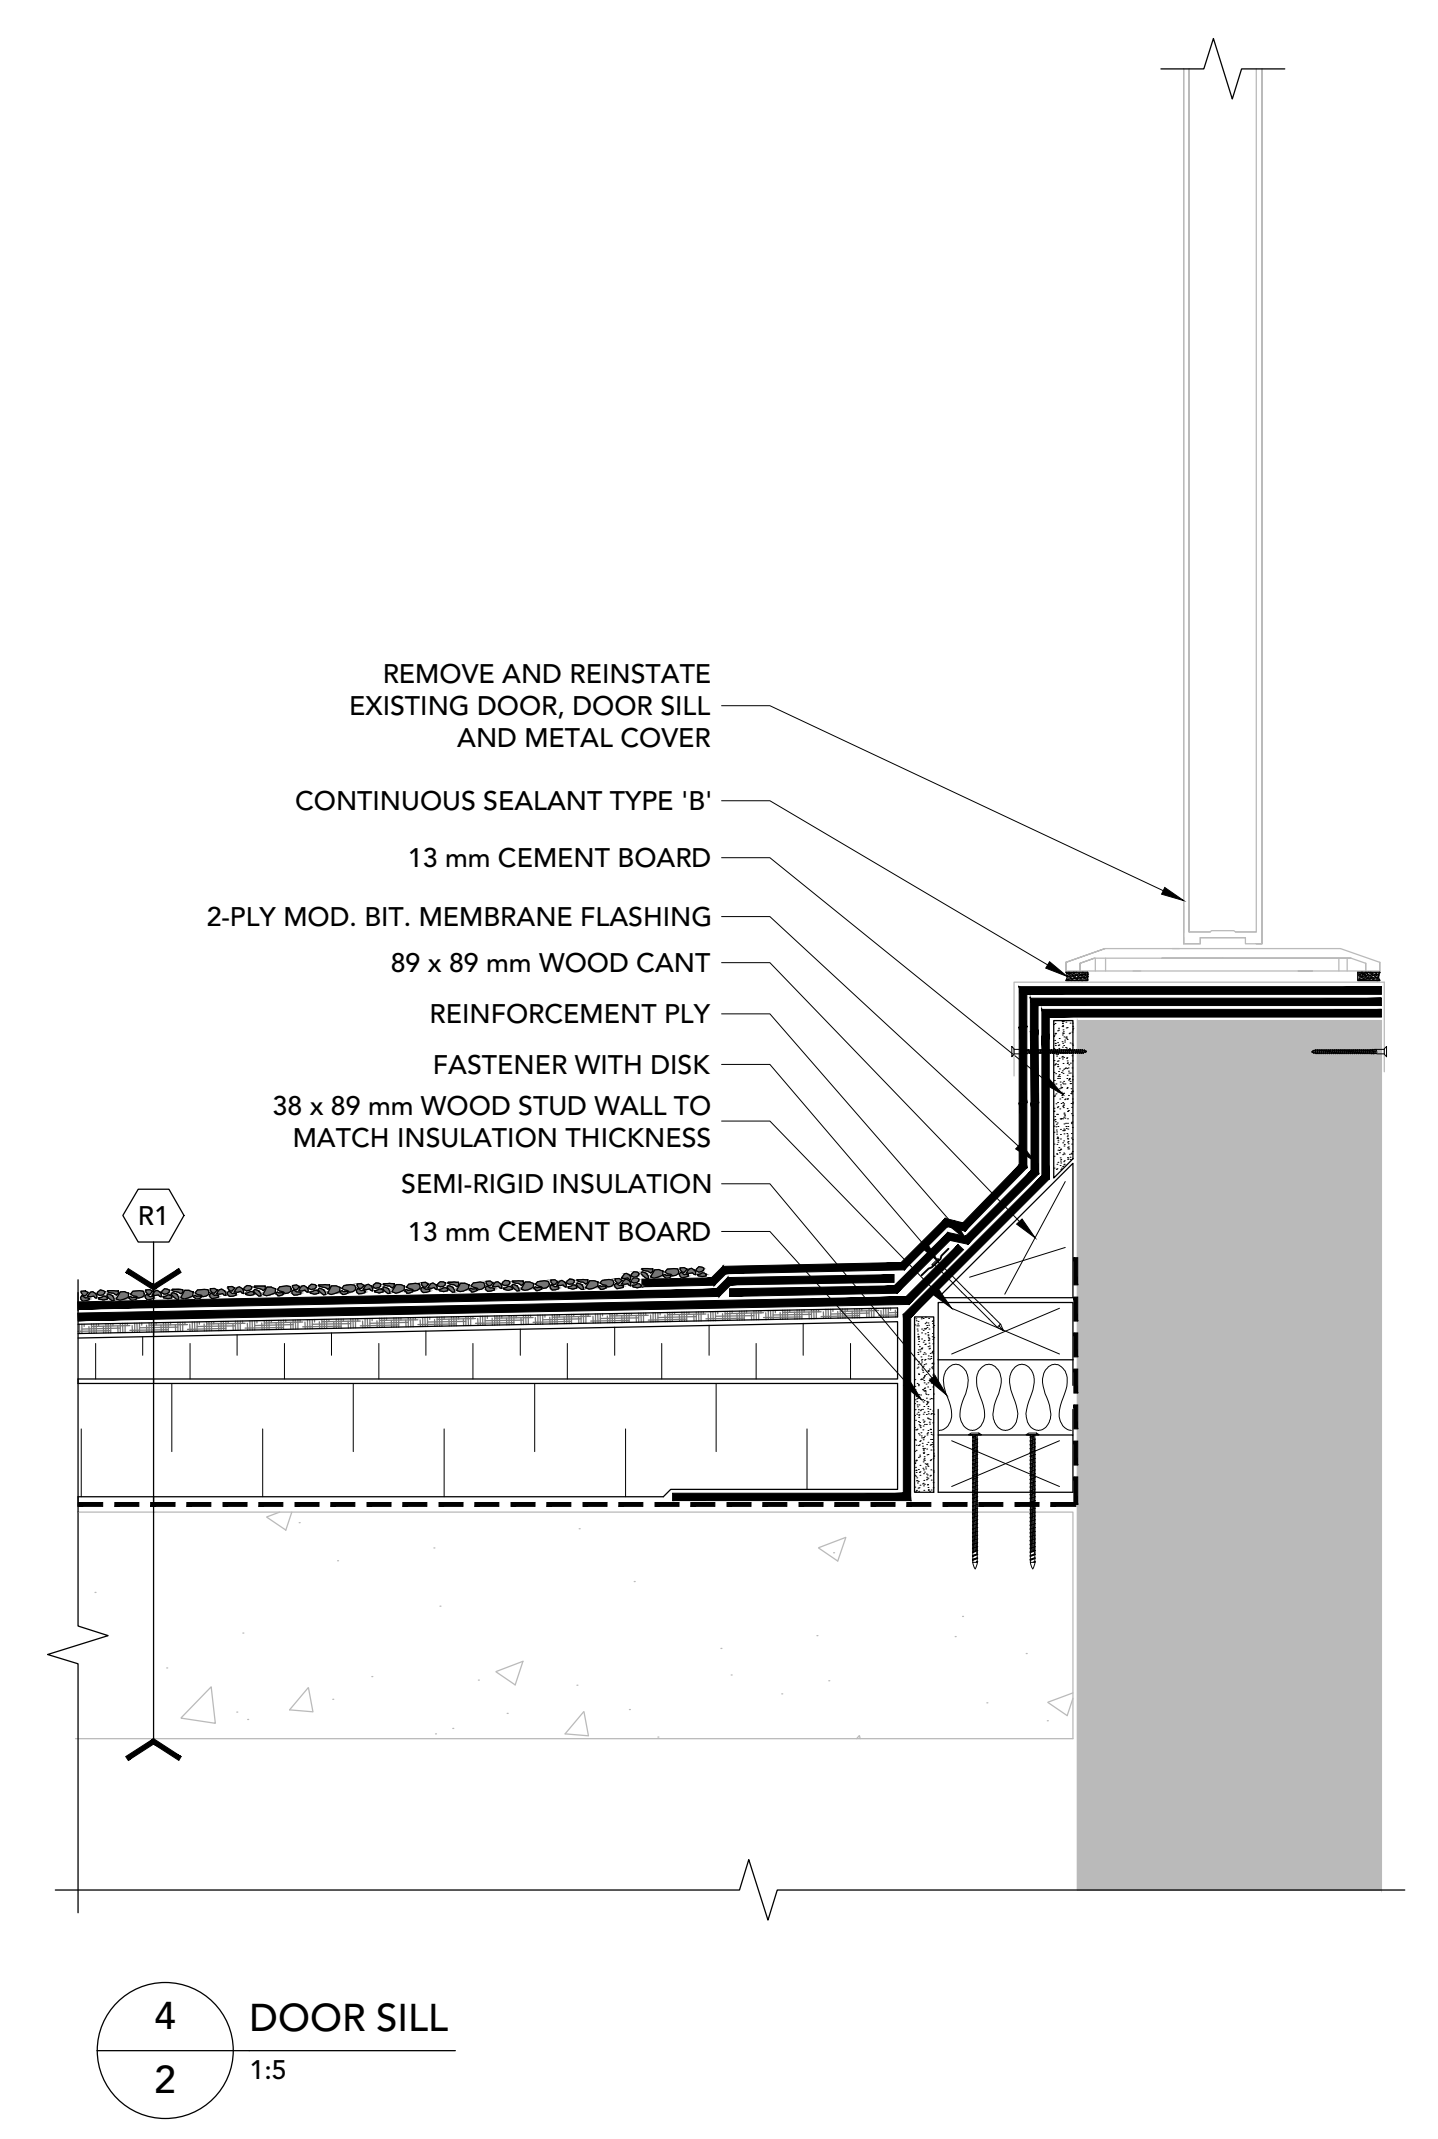 REMOVE AND REINSTATE
EXISTING DOOR, DOOR SILL
AND METAL COVER
CONTINUOUS SEALANT TYPE 'B'
13 mm CEMENT BOARD
2-PLY MOD. BIT. MEMBRANE FLASHING
89 x 89 mm WOOD CANT
REINFORCEMENT PLY
FASTENER WITH DISK
38 x 89 mm WOOD STUD WALL TO
MATCH INSULATION THICKNESS
SEMI-RIGID INSULATION
13 mm CEMENT BOARD
R1
4
DOOR SILL
2
1:5